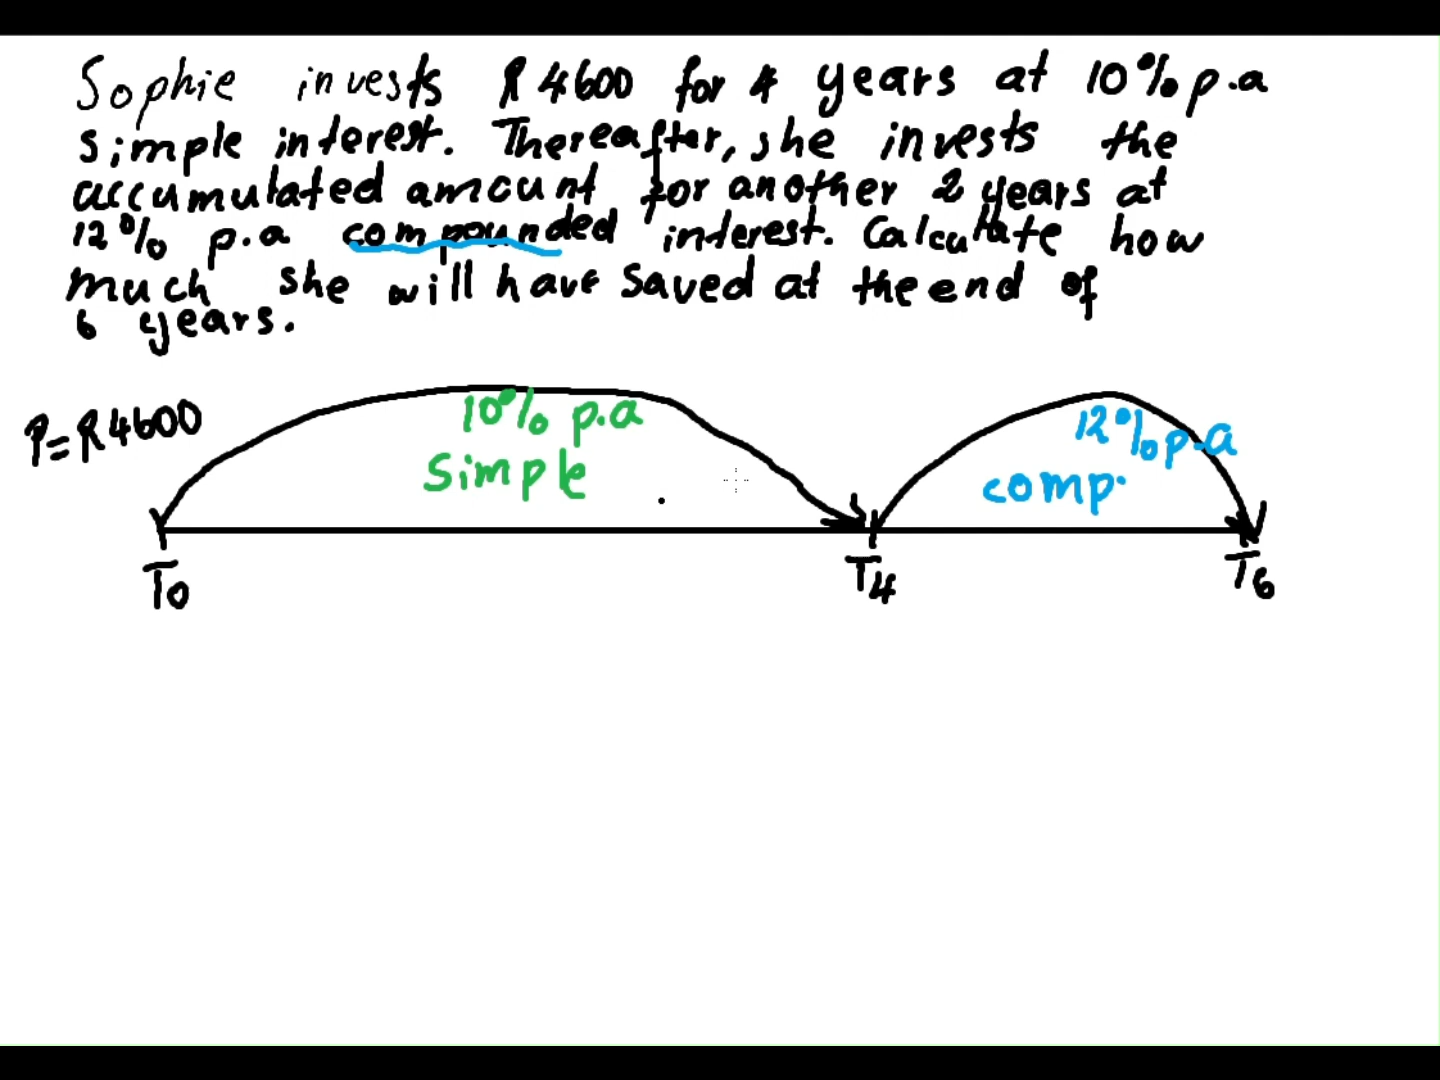 Sophie invests R4600 for 4 years at 10% p.a
simple interest. Thereafter, she invests the
accumulated amount for another 2 years at
12% p.a compounded interest. Calculate how
much she will have saved at the end of
6 years.
P=R4600
10% p.a
simple
12% p.a
comp.
T0
T4
T6